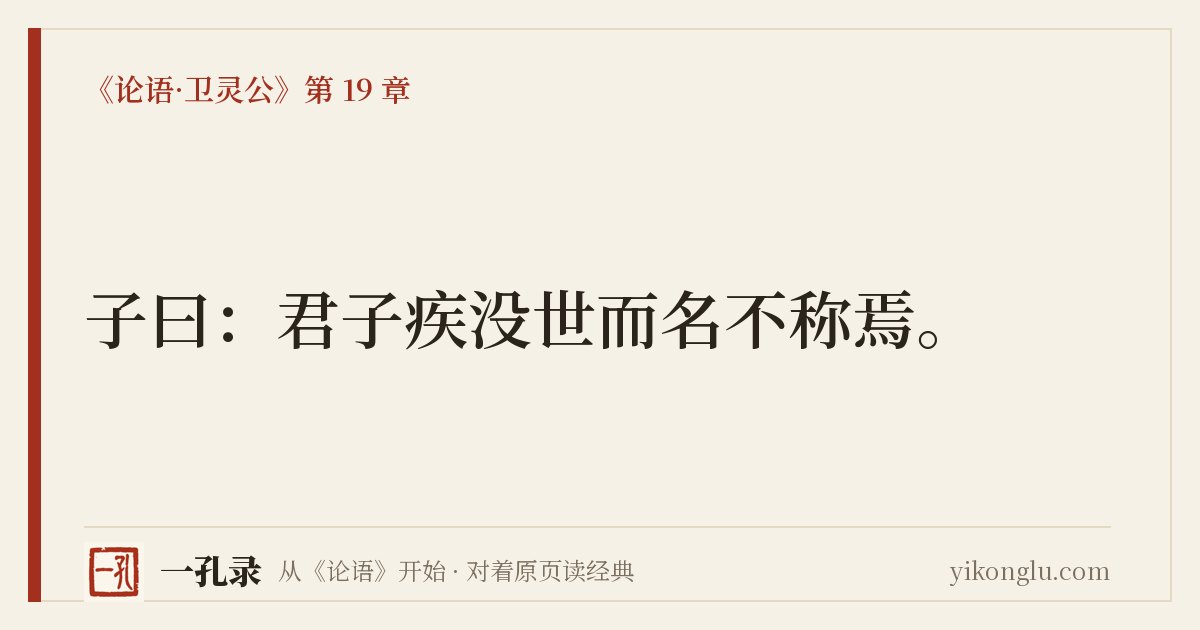 《论语·卫灵公》第 19 章
子曰：君子疾没世而名不称焉。
一孔
一孔录 从《论语》开始 · 对着原页读经典 yikonglu.com